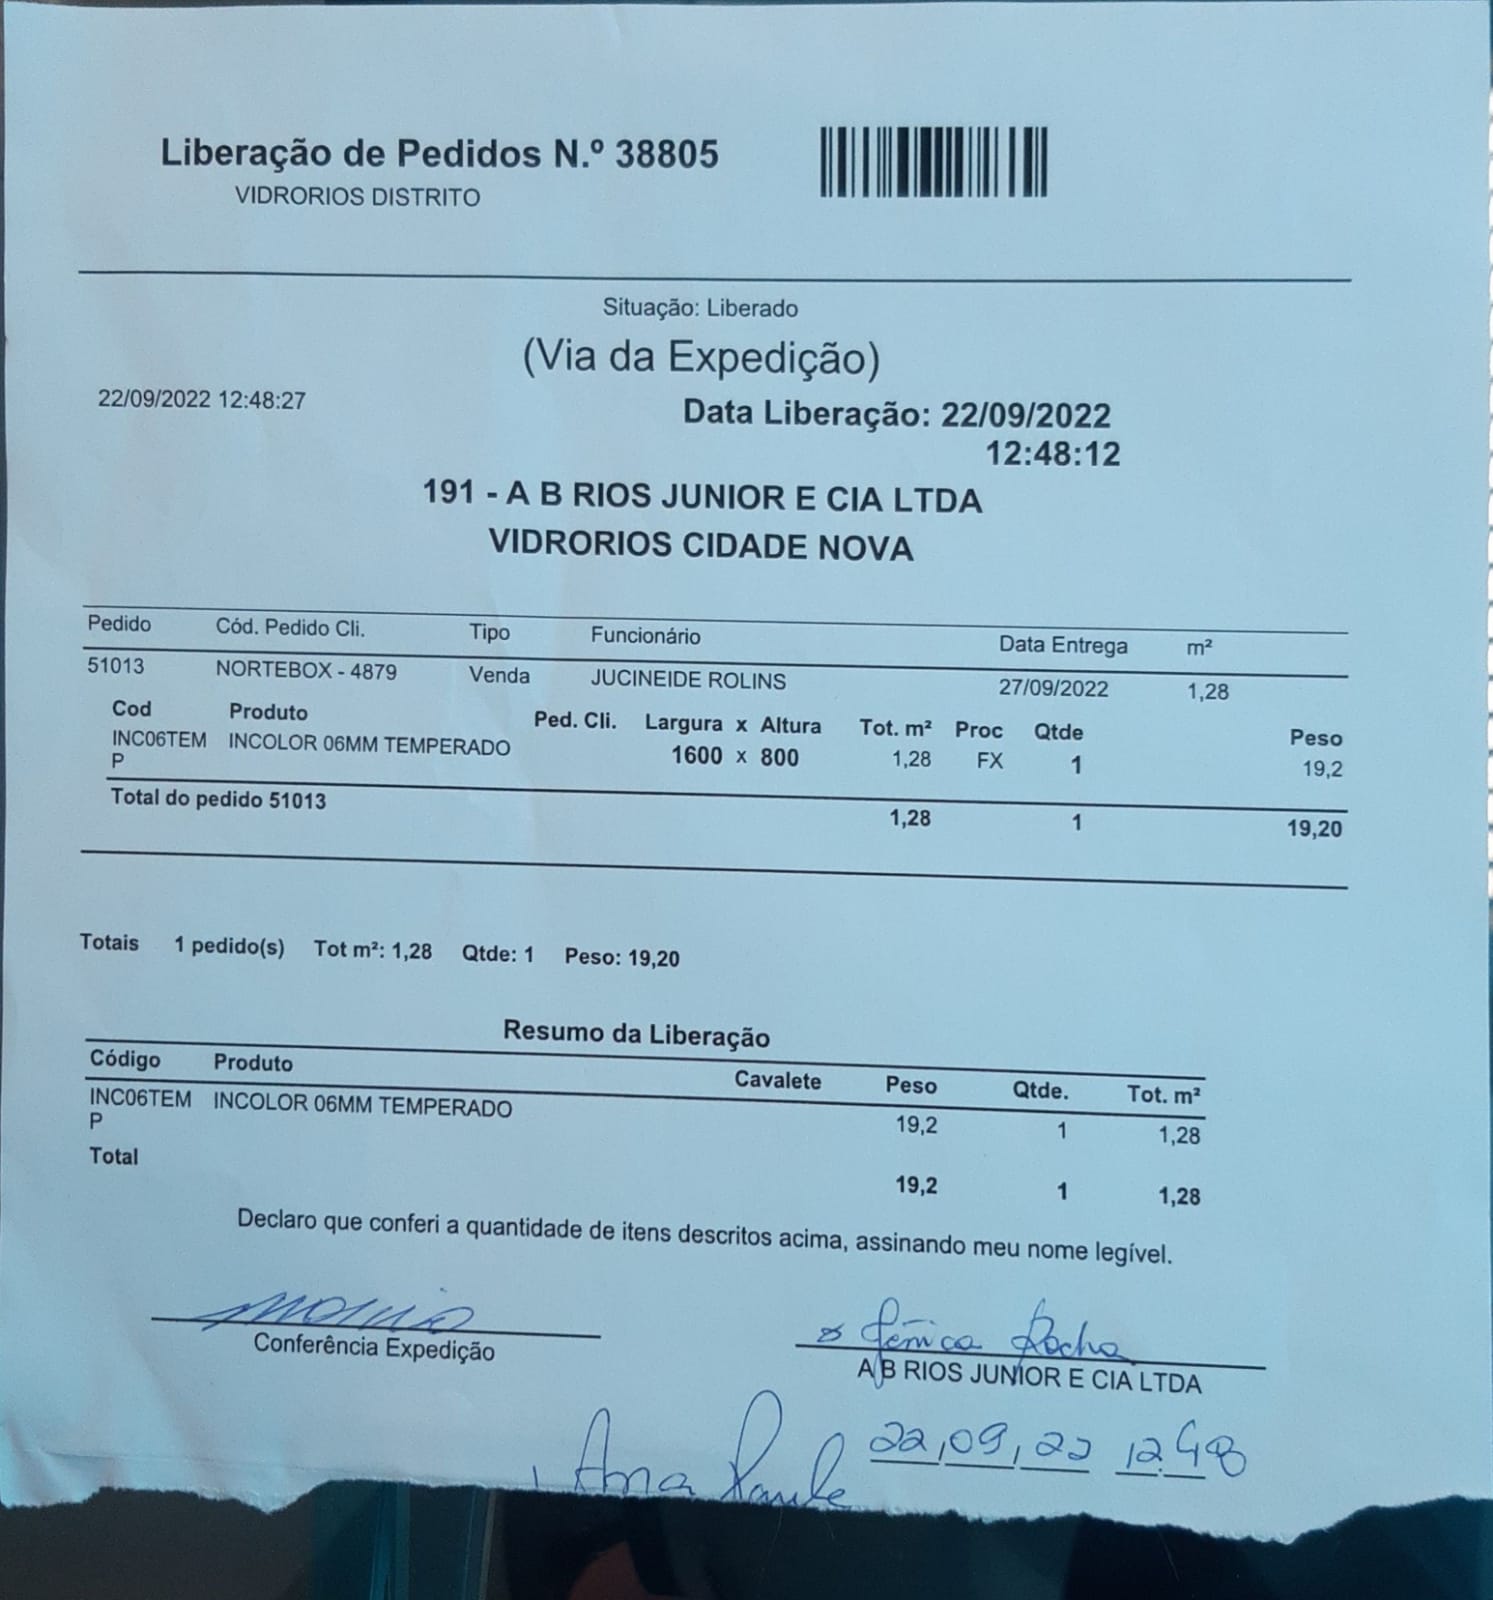 Liberação de Pedidos N.º 38805
VIDRORIOS DISTRITO
Situação: Liberado
(Via da Expedição)
22/09/2022 12:48:27
Data Liberação: 22/09/2022
12:48:12
191 - A B RIOS JUNIOR E CIA LTDA
VIDRORIOS CIDADE NOVA
Pedido Cód. Pedido Cli. Tipo Funcionário Data Entrega m²
51013 NORTEBOX - 4879 Venda JUCINEIDE ROLINS 27/09/2022 1,28
Cod Produto Ped. Cli. Largura x Altura Tot. m² Proc Qtde Peso
INC06TEM INCOLOR 06MM TEMPERADO 1600 x 800 1,28 FX 1 19,2
P
Total do pedido 51013 1,28 1 19,20
Totais 1 pedido(s) Tot m²: 1,28 Qtde: 1 Peso: 19,20
Resumo da Liberação
Código Produto Cavalete Peso Qtde. Tot. m²
INC06TEM INCOLOR 06MM TEMPERADO 19,2 1 1,28
P
Total 19,2 1 1,28
Declaro que conferi a quantidade de itens descritos acima, assinando meu nome legível.
Rocha
Conferência Expedição
A B RIOS JUNIOR E CIA LTDA
22,09,22 12:48
Ana